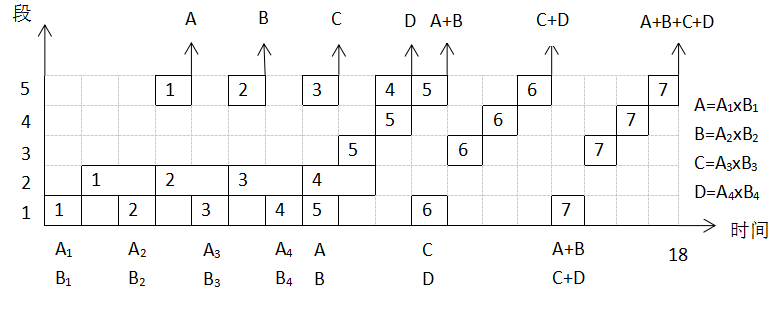 段
A B C D A+B C+D A+B+C+D
5 1 2 3 4 5 6 7
4 5 6 7
3 5 6 7
2 1 2 3 4
1 1 2 3 4 5 6 7
A=A₁xB₁
B=A₂xB₂
C=A₃xB₃
D=A₄xB₄
时间
A₁ A₂ A₃ A₄ A C A+B 18
B₁ B₂ B₃ B₄ B D C+D